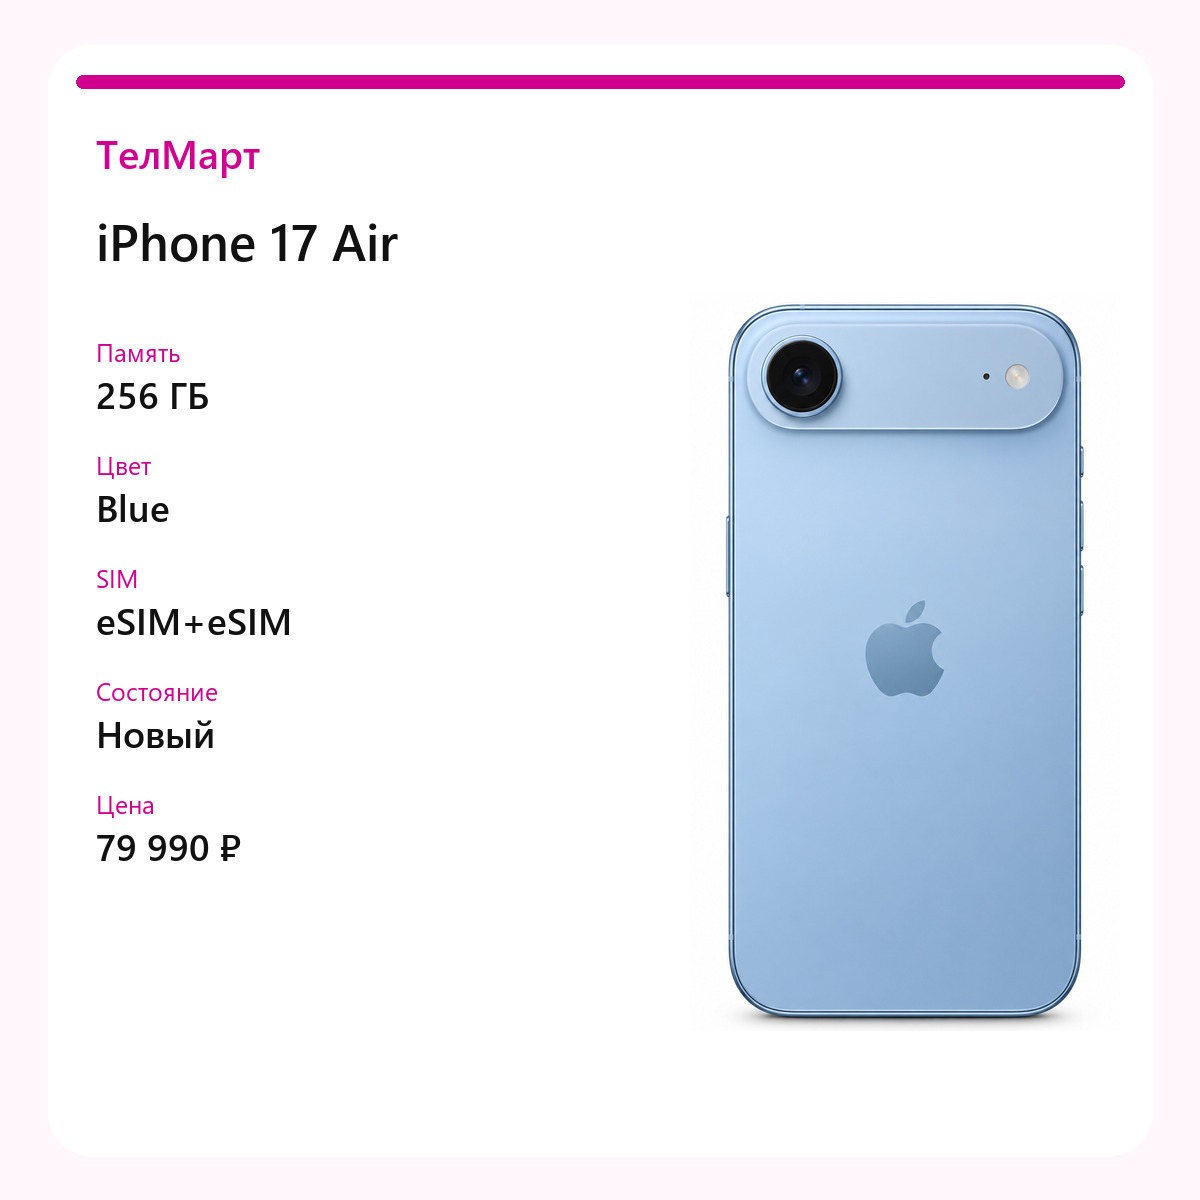 ТелМарт
iPhone 17 Air
Память
256 ГБ
Цвет
Blue
SIM
eSIM+eSIM
Состояние
Новый
Цена
79 990 ₽